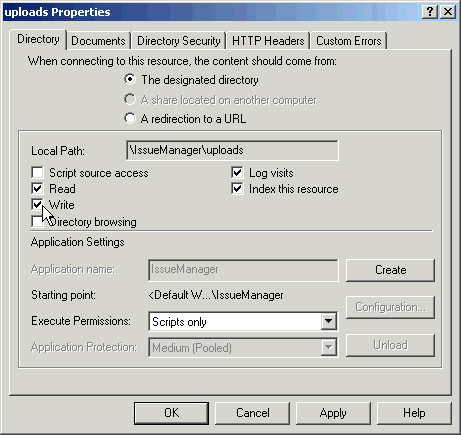 uploads Properties
Directory Documents Directory Security HTTP Headers Custom Errors
When connecting to this resource, the content should come from:
The designated directory
A share located on another computer
A redirection to a URL
Local Path: \IssueManager\uploads
Script source access Log visits
Read Index this resource
Write
Directory browsing
Application Settings
Application name: IssueManager Create
Starting point: <Default W...\IssueManager
Configuration...
Execute Permissions: Scripts only
Application Protection: Medium (Pooled) Unload
OK Cancel Apply Help